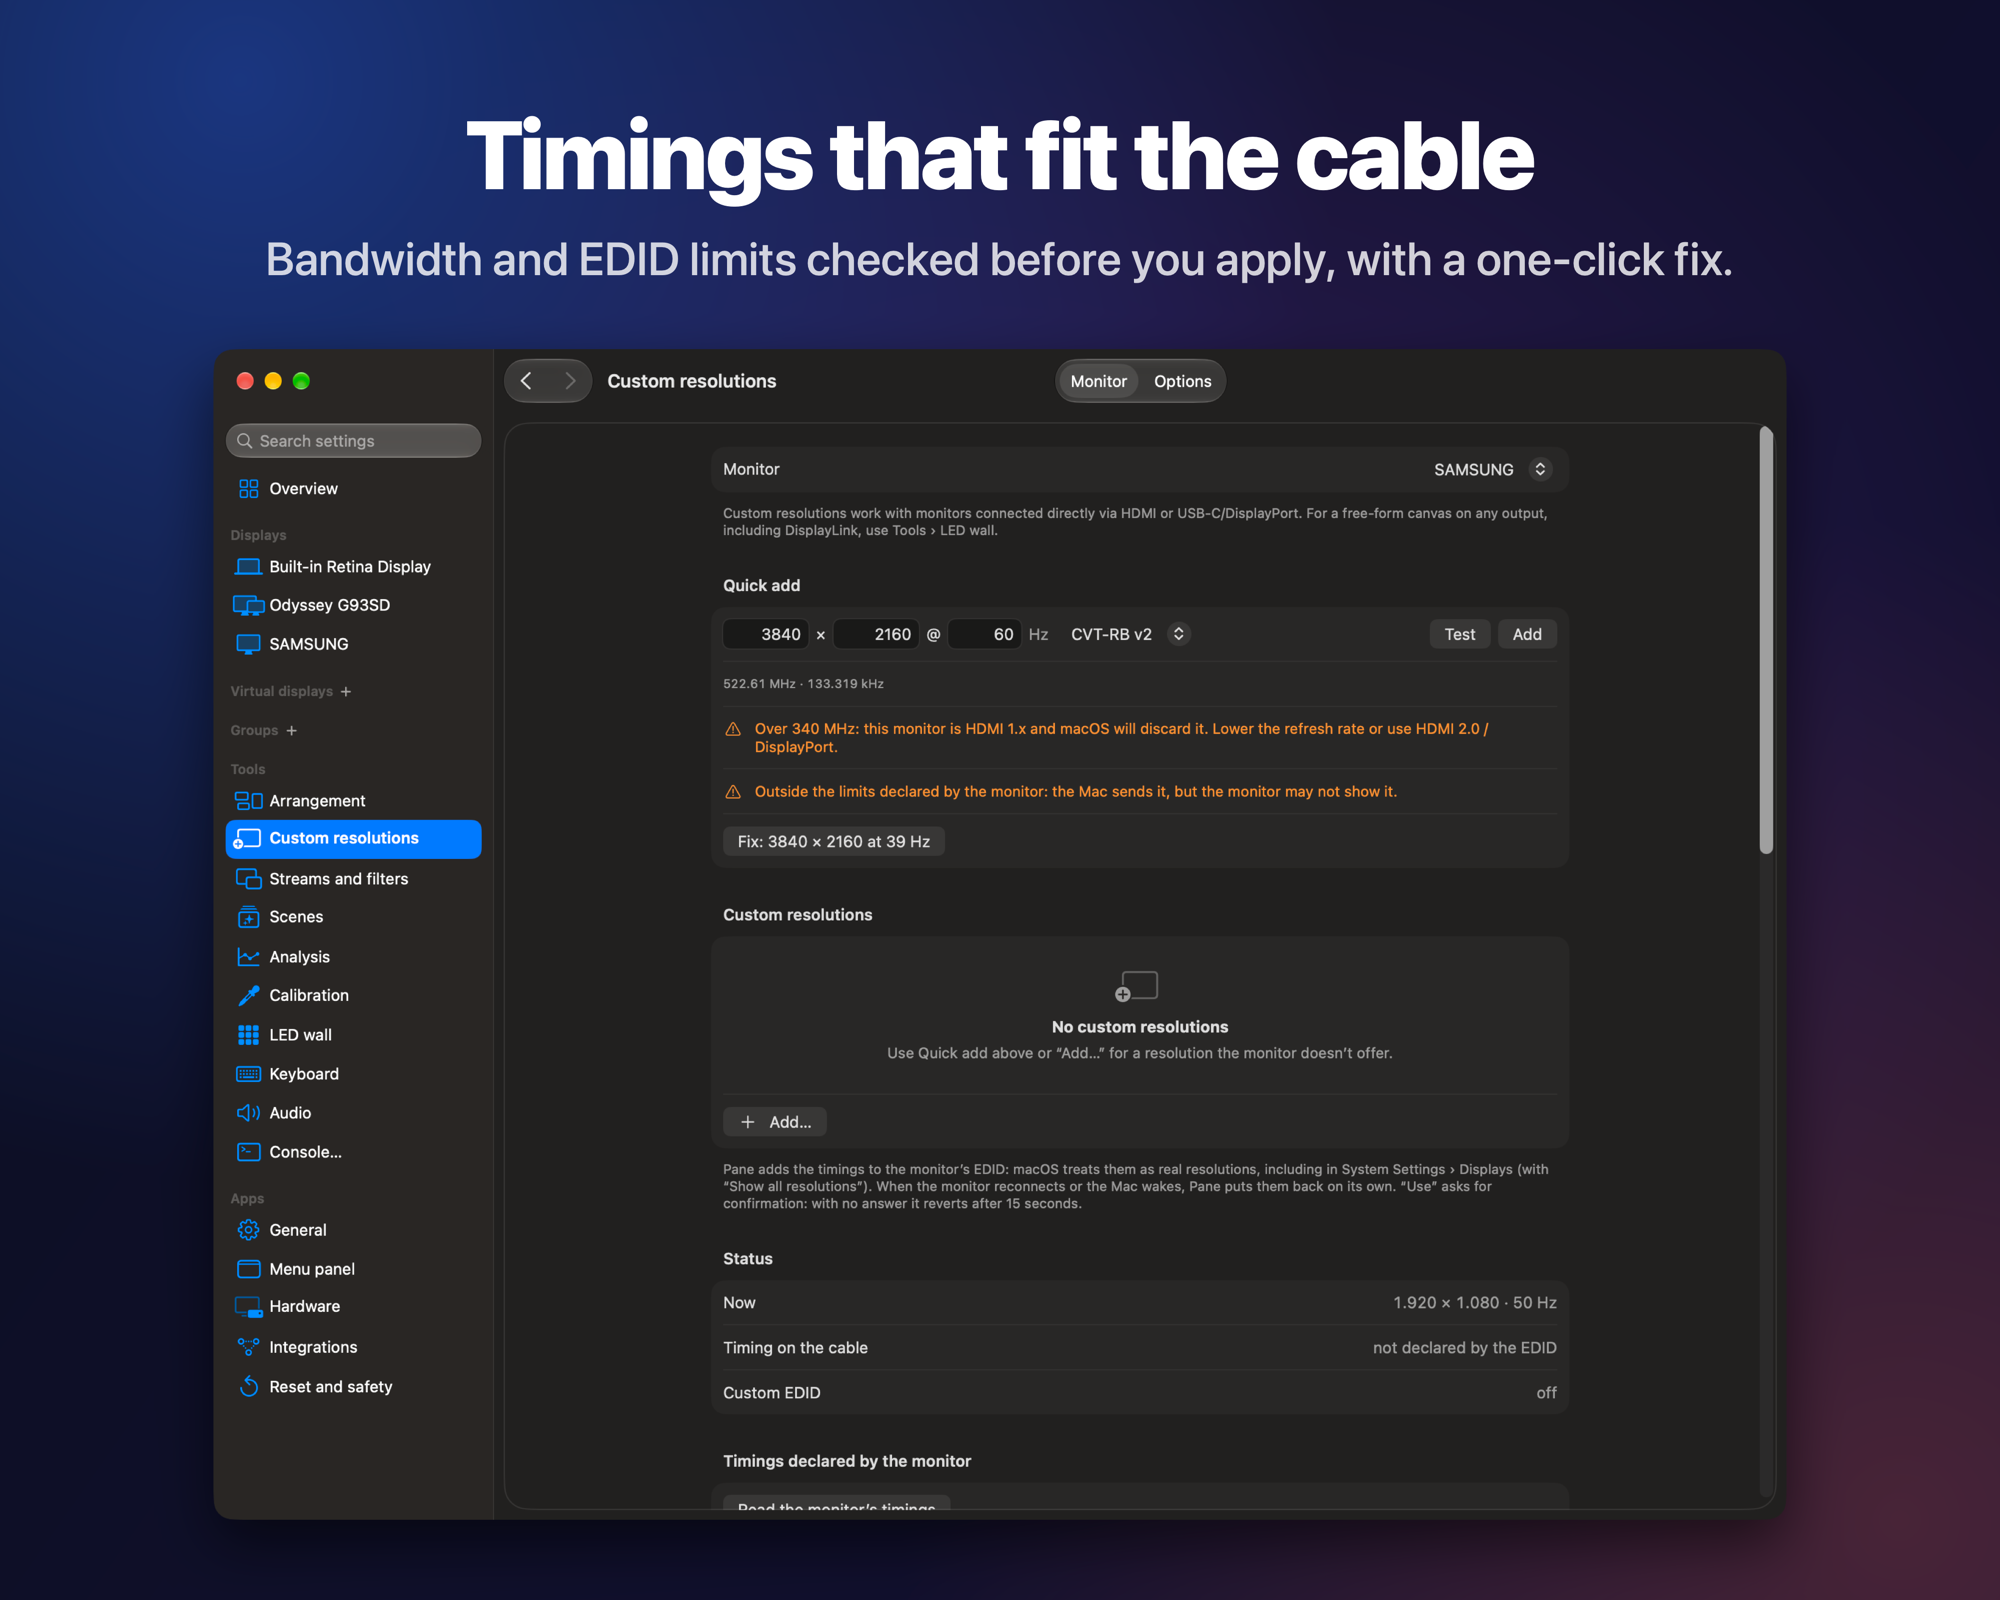 Timings that fit the cable
Bandwidth and EDID limits checked before you apply, with a one-click fix.
Custom resolutions
Monitor
Options
Search settings
Overview
Displays
Built-in Retina Display
Odyssey G93SD
SAMSUNG
Virtual displays +
Groups +
Tools
Arrangement
Custom resolutions
Streams and filters
Scenes
Analysis
Calibration
LED wall
Keyboard
Audio
Console...
Apps
General
Menu panel
Hardware
Integrations
Reset and safety
Monitor SAMSUNG
Custom resolutions work with monitors connected directly via HDMI or USB-C/DisplayPort. For a free-form canvas on any output,
including DisplayLink, use Tools › LED wall.
Quick add
3840 × 2160 @ 60 Hz CVT-RB v2 Test Add
522.61 MHz · 133.319 kHz
Over 340 MHz: this monitor is HDMI 1.x and macOS will discard it. Lower the refresh rate or use HDMI 2.0 /
DisplayPort.
Outside the limits declared by the monitor: the Mac sends it, but the monitor may not show it.
Fix: 3840 × 2160 at 39 Hz
Custom resolutions
No custom resolutions
Use Quick add above or “Add…” for a resolution the monitor doesn’t offer.
+ Add...
Pane adds the timings to the monitor’s EDID: macOS treats them as real resolutions, including in System Settings › Displays (with
“Show all resolutions”). When the monitor reconnects or the Mac wakes, Pane puts them back on its own. “Use” asks for
confirmation: with no answer it reverts after 15 seconds.
Status
Now 1.920 × 1.080 · 50 Hz
Timing on the cable not declared by the EDID
Custom EDID off
Timings declared by the monitor
Read the monitor’s timings